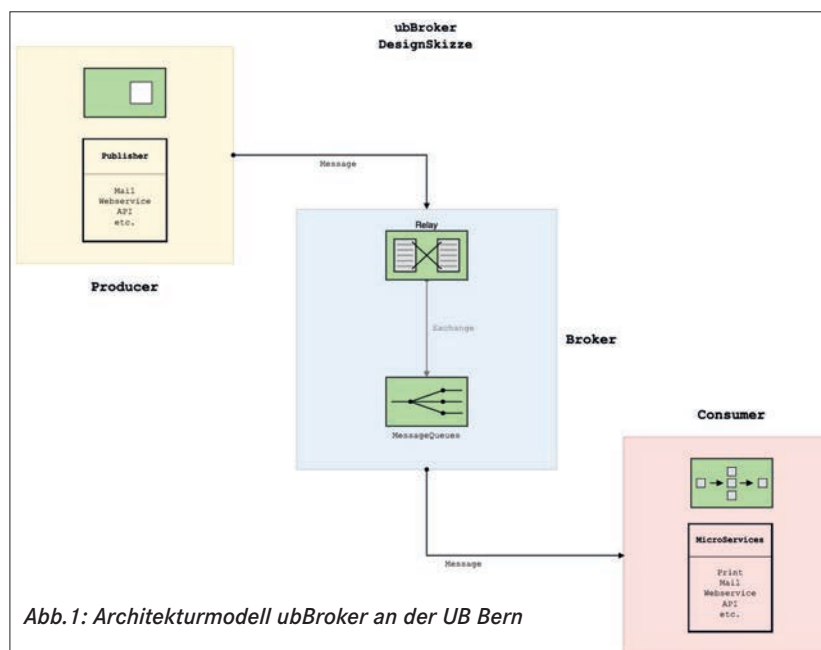 ubBroker
DesignSkizze
Publisher
Mail
Webservice
API
etc.
Producer
Message
Relay
Exchange
MessageQueues
Broker
Message
Consumer
MicroServices
Print
Mail
Webservice
API
etc.
Abb.1: Architekturmodell ubBroker an der UB Bern